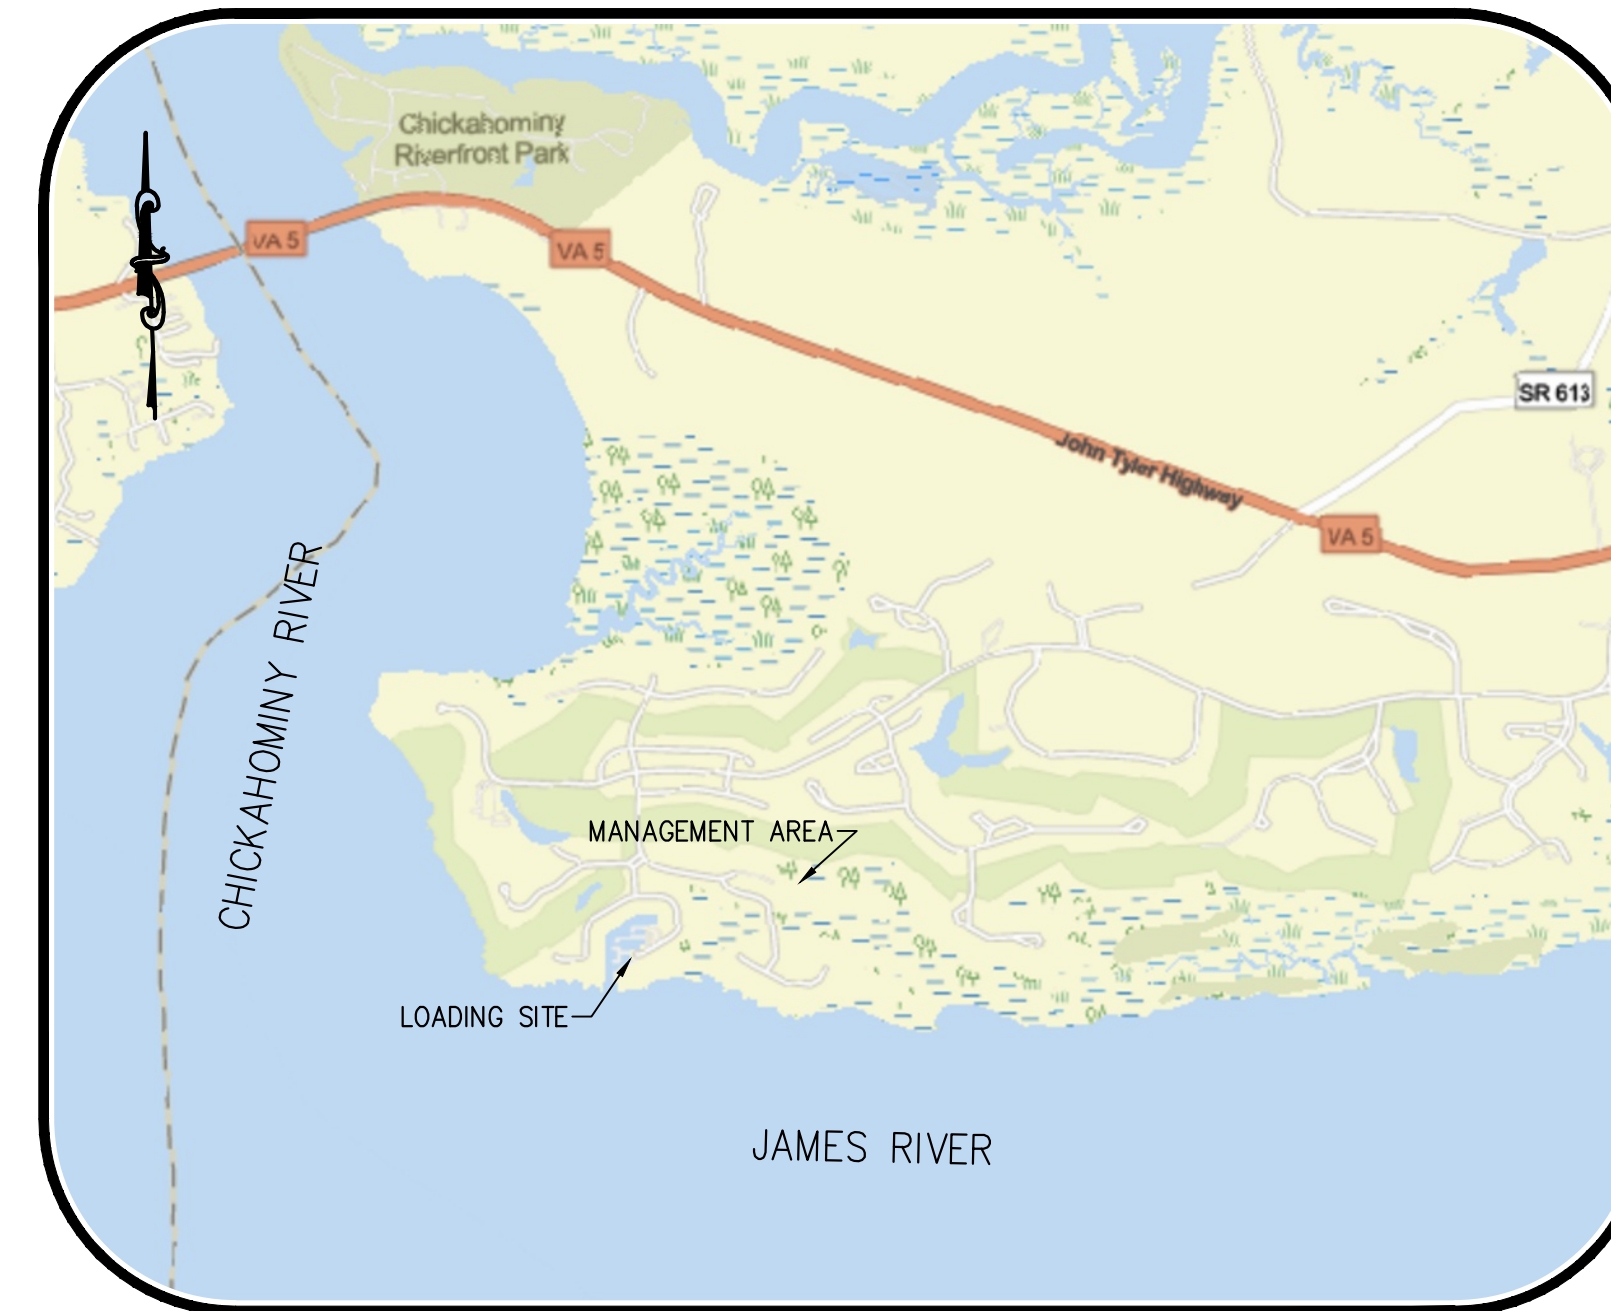 Chickahominy
Riverfront Park
VA 5
VA 5
SR 613
John Tyler Highway
VA 5
CHICKAHOMINY RIVER
MANAGEMENT AREA
LOADING SITE
JAMES RIVER